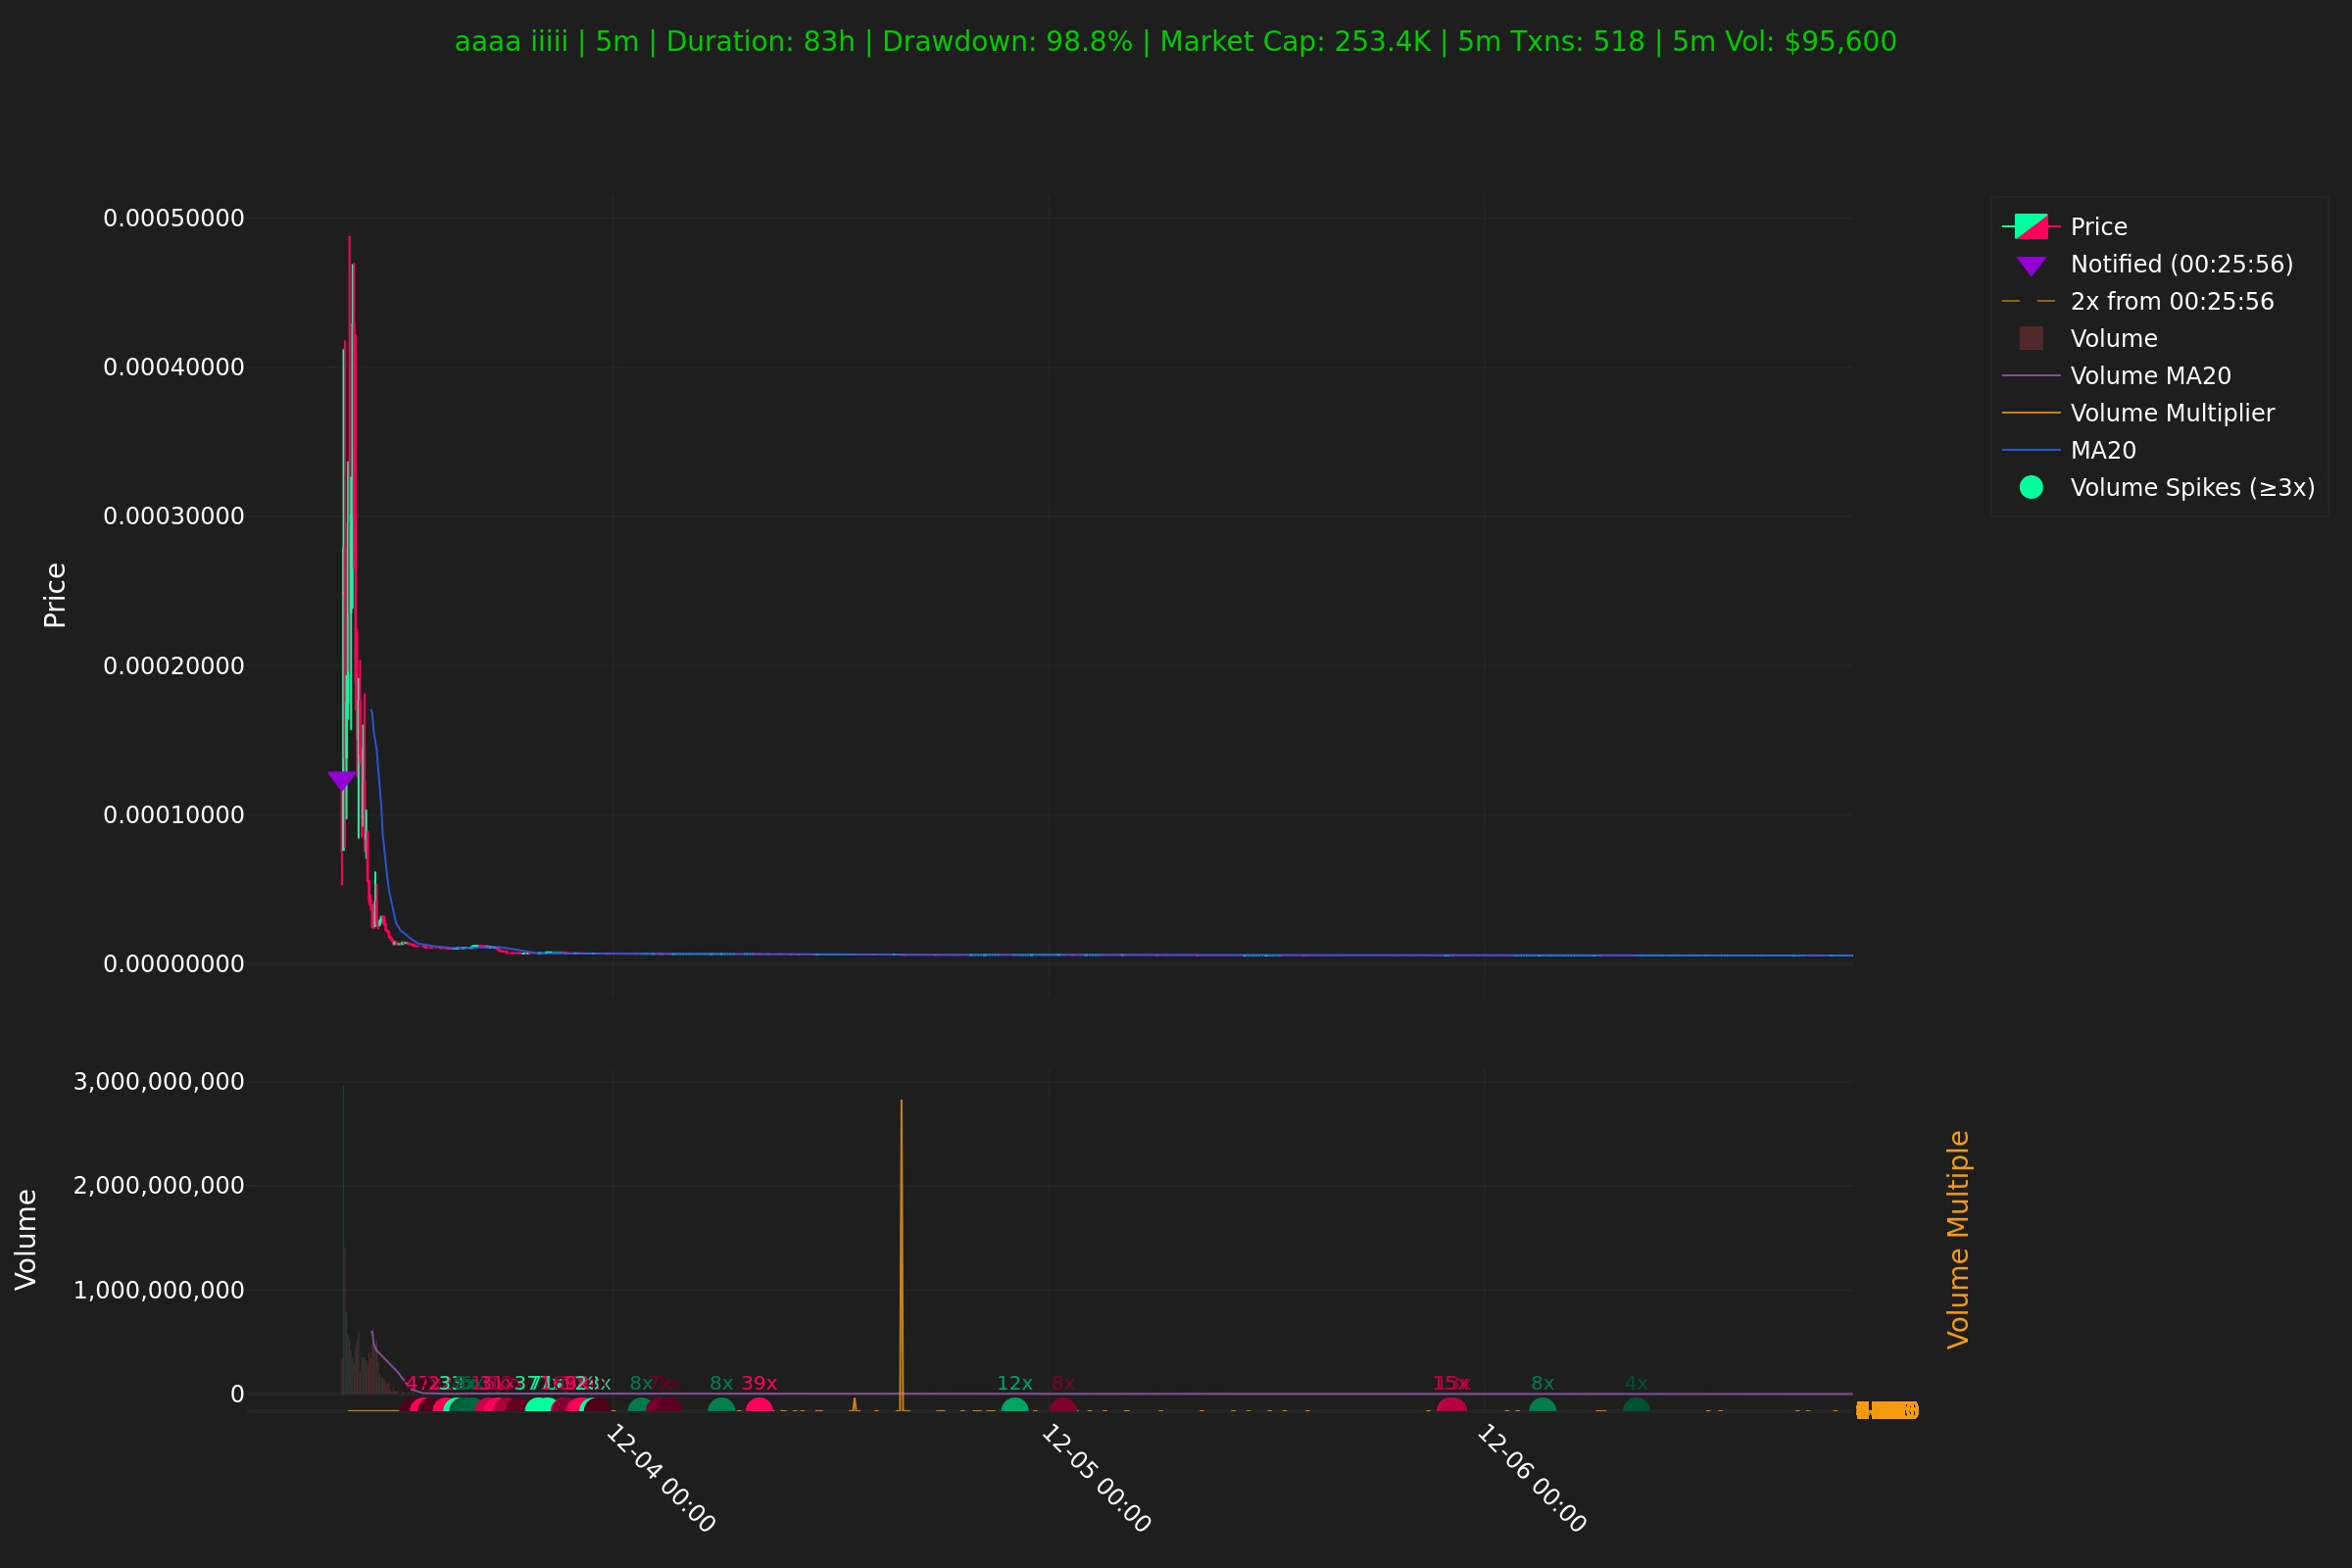 aaaa iiiii | 5m | Duration: 83h | Drawdown: 98.8% | Market Cap: 253.4K | 5m Txns: 518 | 5m Vol: $95,600
Price
0.00050000
0.00040000
0.00030000
0.00020000
0.00010000
0.00000000
Price
Notified (00:25:56)
2x from 00:25:56
Volume
Volume MA20
Volume Multiplier
MA20
Volume Spikes (≥3x)
Volume
3,000,000,000
2,000,000,000
1,000,000,000
0
8x
8x
39x
12x
8x
15x
8x
4x
Volume Multiple
12-04 00:00
12-05 00:00
12-06 00:00